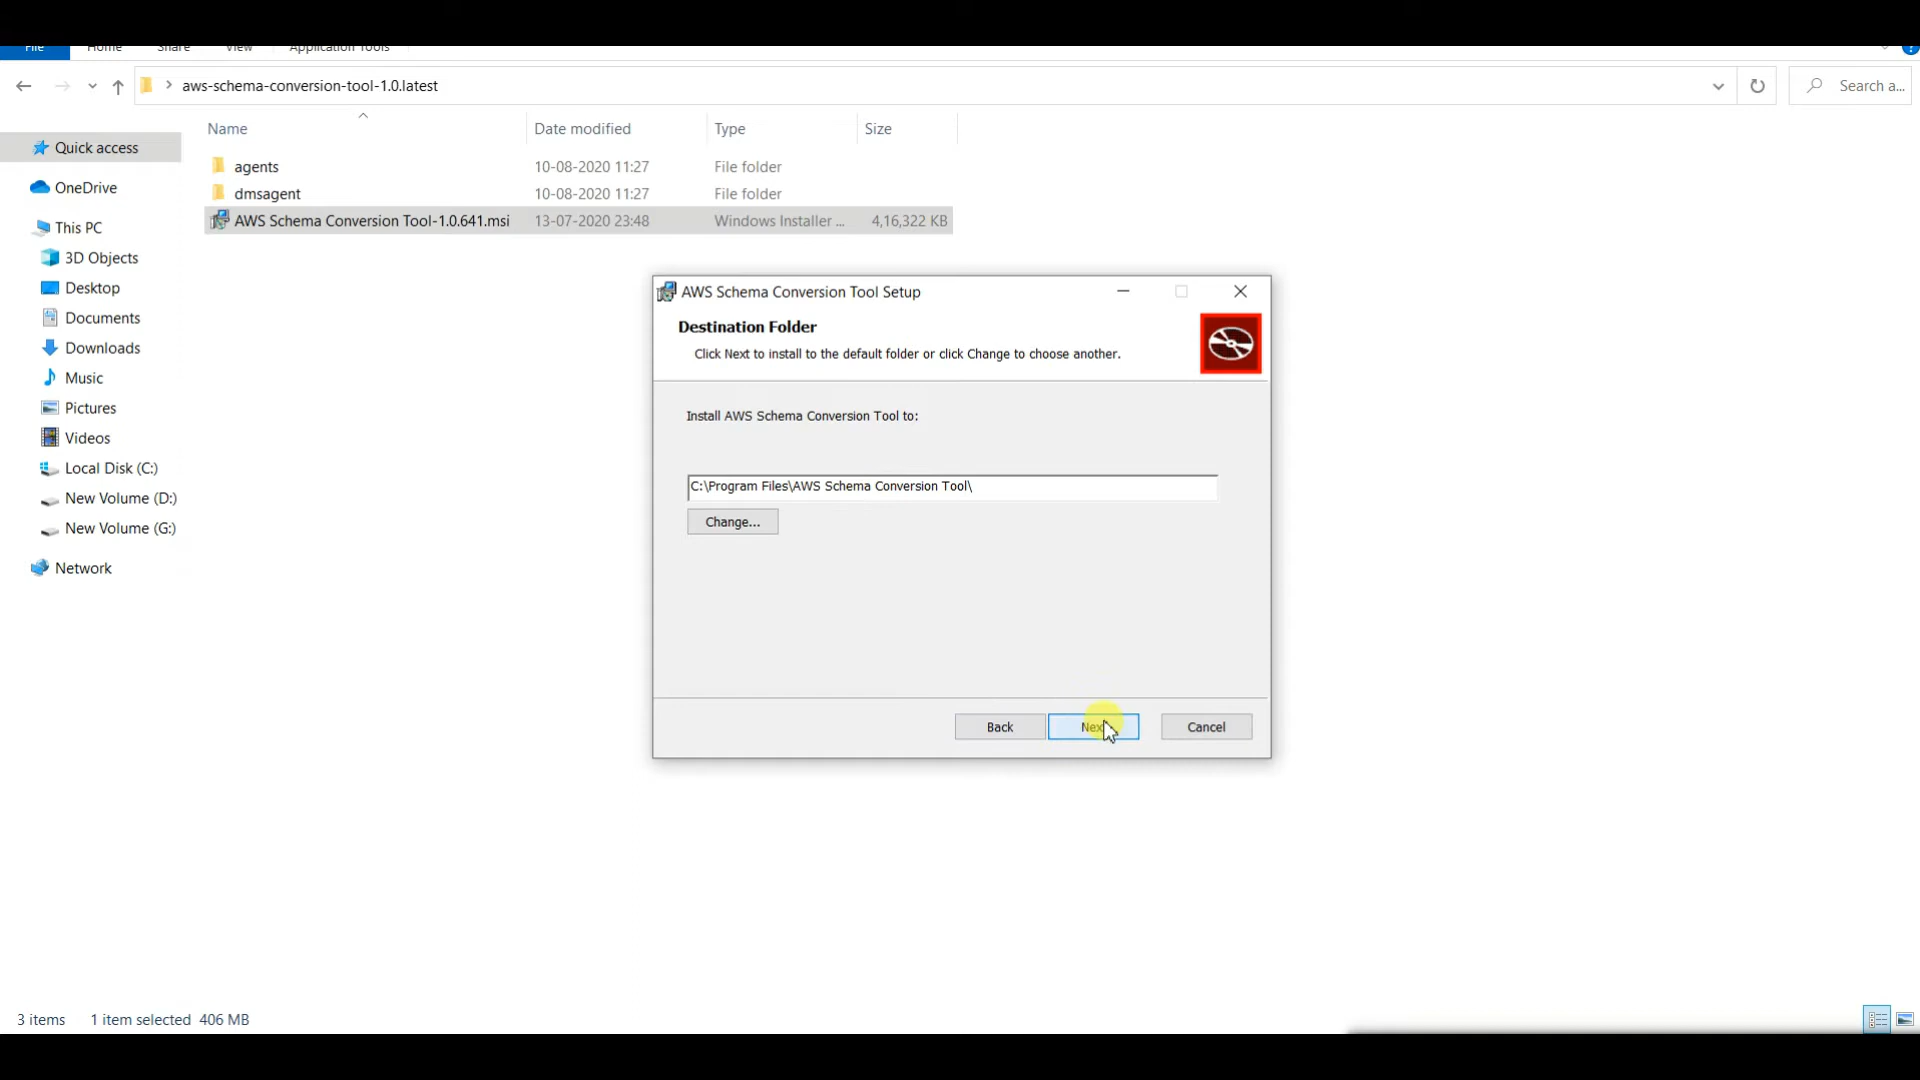 File Home Share View Application Tools
aws-schema-conversion-tool-1.0.latest
Search a...
Name Date modified Type Size
Quick access
OneDrive
This PC
3D Objects
Desktop
Documents
Downloads
Music
Pictures
Videos
Local Disk (C:)
New Volume (D:)
New Volume (G:)
Network
agents 10-08-2020 11:27 File folder
dmsagent 10-08-2020 11:27 File folder
AWS Schema Conversion Tool-1.0.641.msi 13-07-2020 23:48 Windows Installer ... 4,16,322 KB
AWS Schema Conversion Tool Setup
Destination Folder
Click Next to install to the default folder or click Change to choose another.
Install AWS Schema Conversion Tool to:
C:\Program Files\AWS Schema Conversion Tool\
Change...
Back Next Cancel
3 items 1 item selected 406 MB